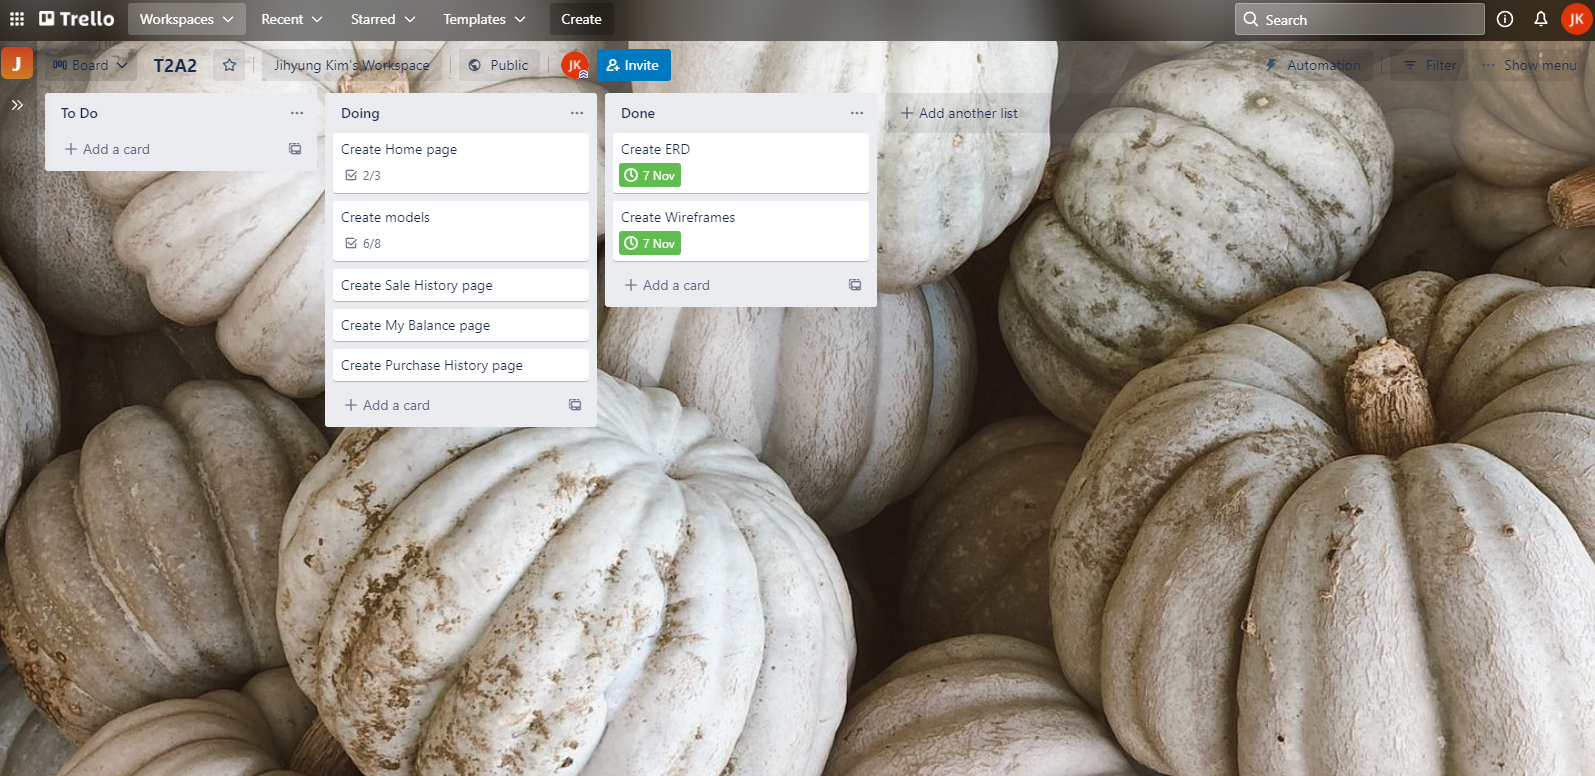 Trello
Workspaces
Recent
Starred
Templates
Create
Search
JK
J
Board
T2A2
Jihyung Kim's Workspace
Public
JK
Invite
Automation
Filter
Show menu
To Do
Add a card
Doing
Create Home page
2/3
Create models
6/8
Create Sale History page
Create My Balance page
Create Purchase History page
Add a card
Done
Create ERD
7 Nov
Create Wireframes
7 Nov
Add a card
Add another list